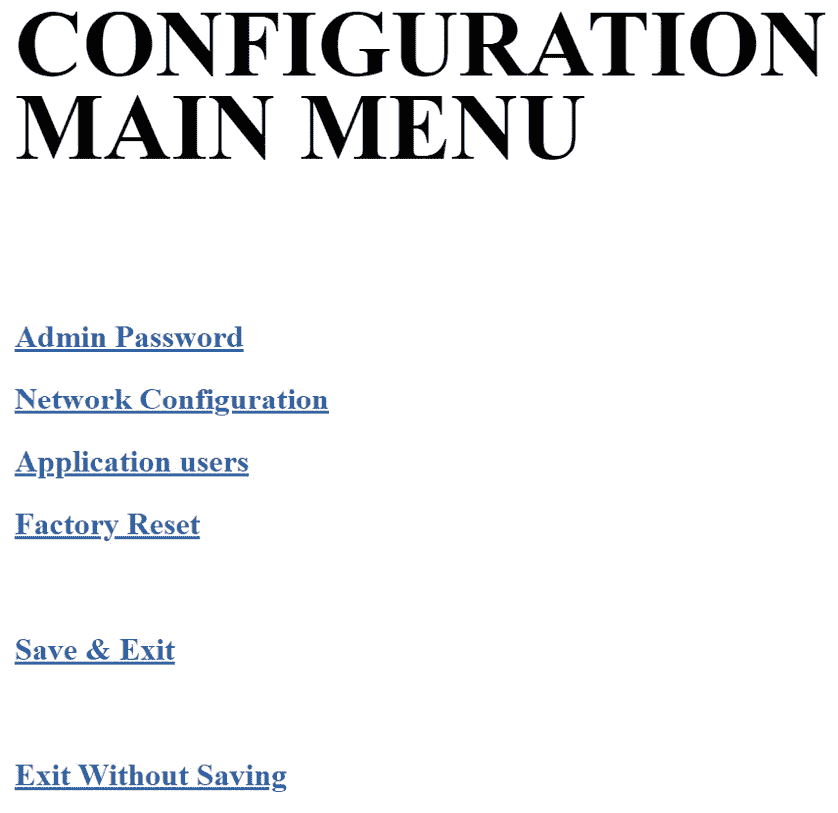 CONFIGURATION
MAIN MENU
Admin Password
Network Configuration
Application users
Factory Reset
Save & Exit
Exit Without Saving